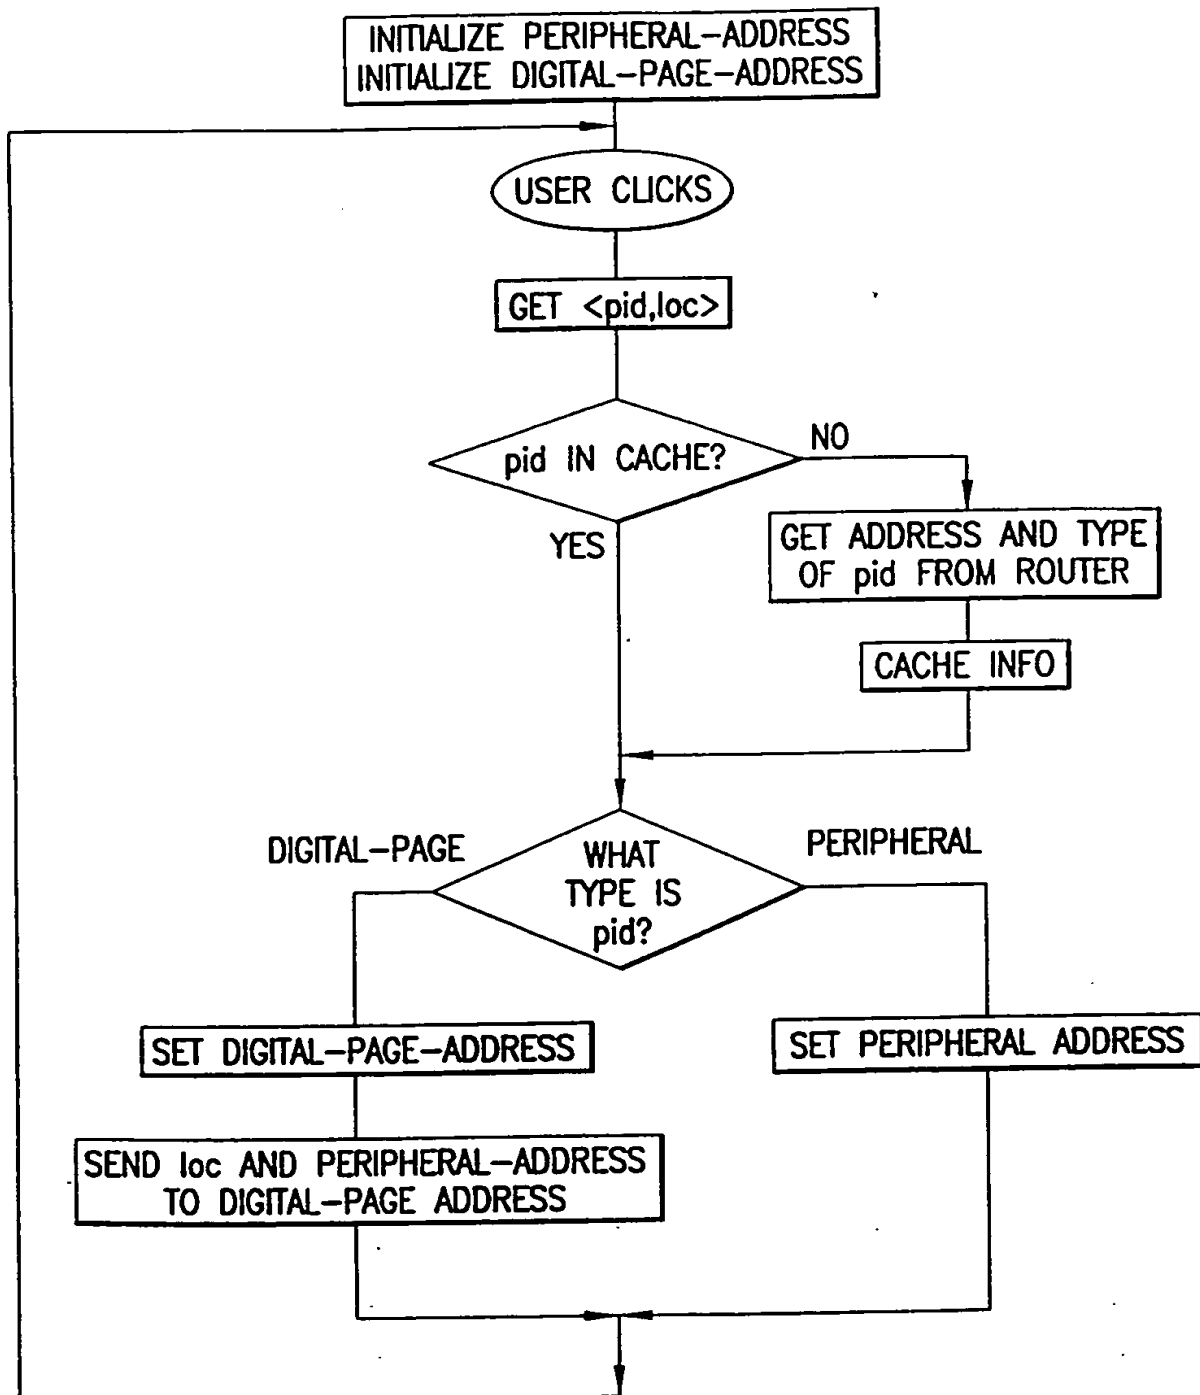 INITIALIZE PERIPHERAL-ADDRESS
INITIALIZE DIGITAL-PAGE-ADDRESS
USER CLICKS
GET <pid,loc>
pid IN CACHE?
NO
YES
GET ADDRESS AND TYPE
OF pid FROM ROUTER
CACHE INFO
DIGITAL-PAGE
WHAT
TYPE IS
pid?
PERIPHERAL
SET DIGITAL-PAGE-ADDRESS
SET PERIPHERAL ADDRESS
SEND loc AND PERIPHERAL-ADDRESS
TO DIGITAL-PAGE ADDRESS